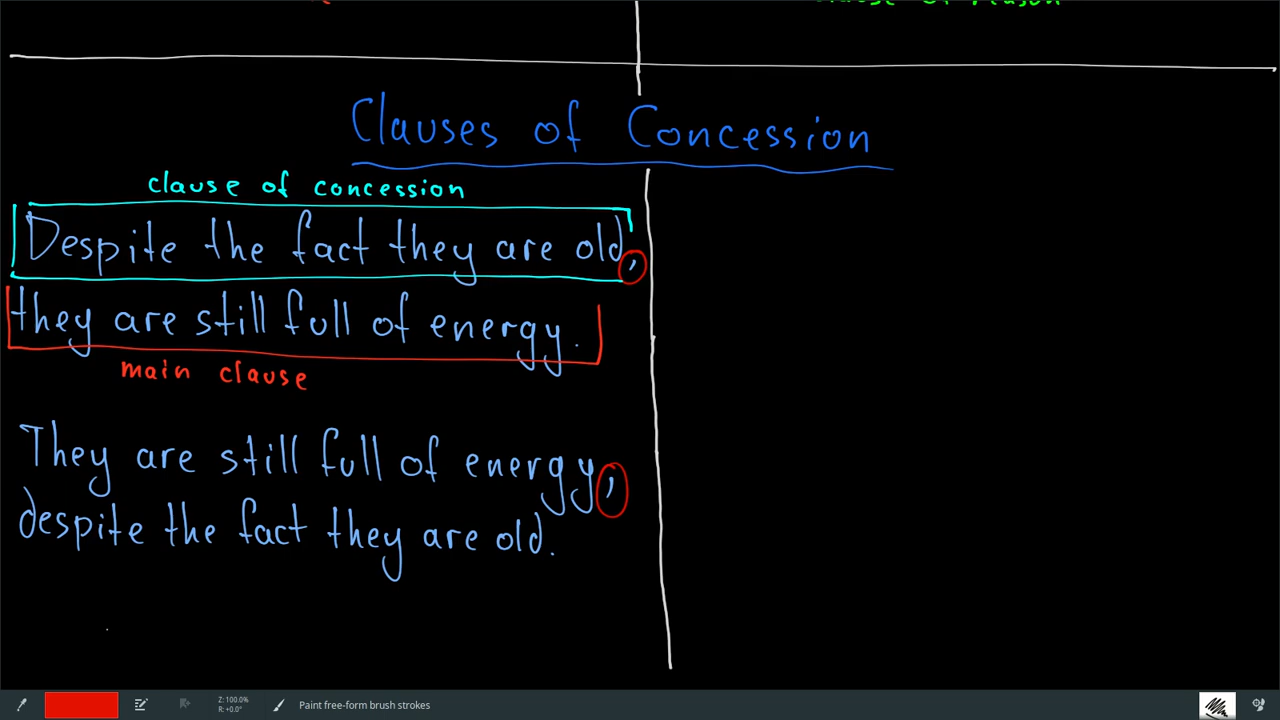 Clauses of Concession
clause of concession
Despite the fact they are old,
they are still full of energy.
main clause
They are still full of energy,
despite the fact they are old.
Z: 100.0%
R: +0.0°
Paint free-form brush strokes